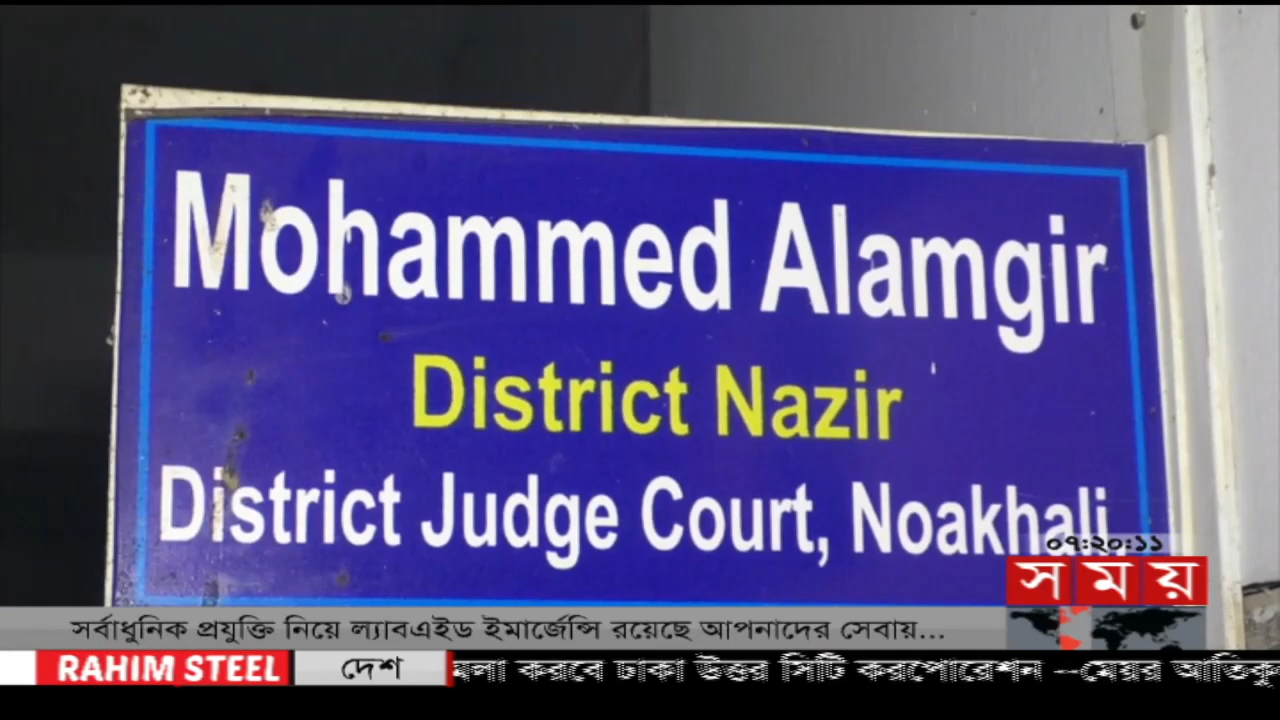 Mohammed Alamgir
District Nazir
District Judge Court, Noakhali
০৭:২০:১১
সময়
সর্বাধুনিক প্রযুক্তি নিয়ে ল্যাবএইড ইমার্জেন্সি রয়েছে আপনাদের সেবায়...
RAHIM STEEL
দেশ
করবে ঢাকা উত্তর সিটি করপোরেশন --মেয়র